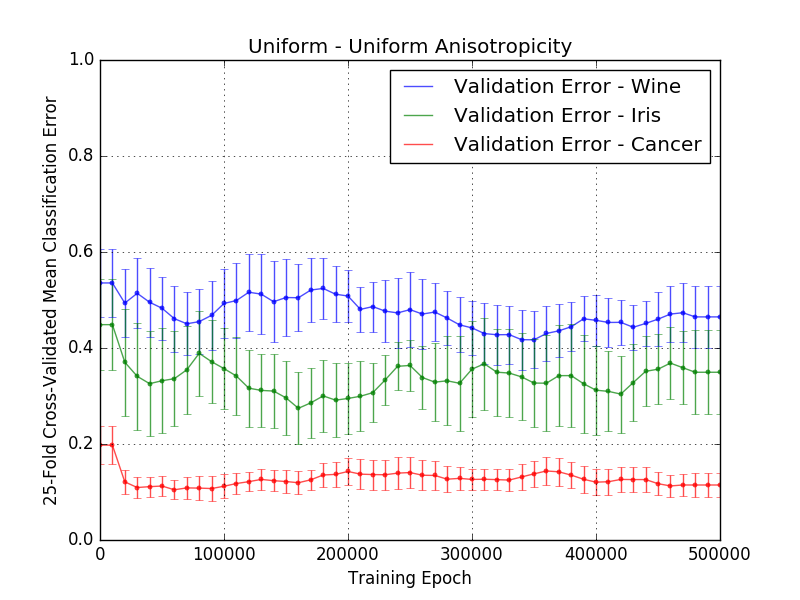 Uniform - Uniform Anisotropicity
Validation Error - Wine
Validation Error - Iris
Validation Error - Cancer
25-Fold Cross-Validated Mean Classification Error
1.0
0.8
0.6
0.4
0.2
0.0
0 100000 200000 300000 400000 500000
Training Epoch